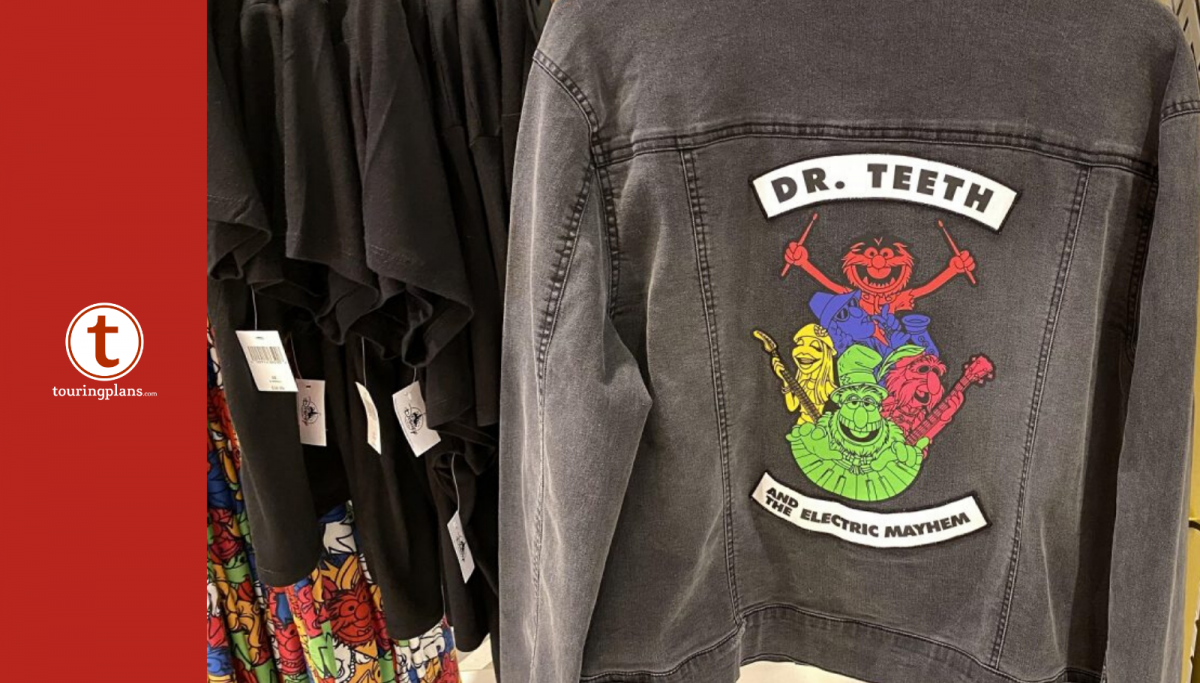 t
touringplans.com
DR. TEETH
AND
THE ELECTRIC MAYHEM